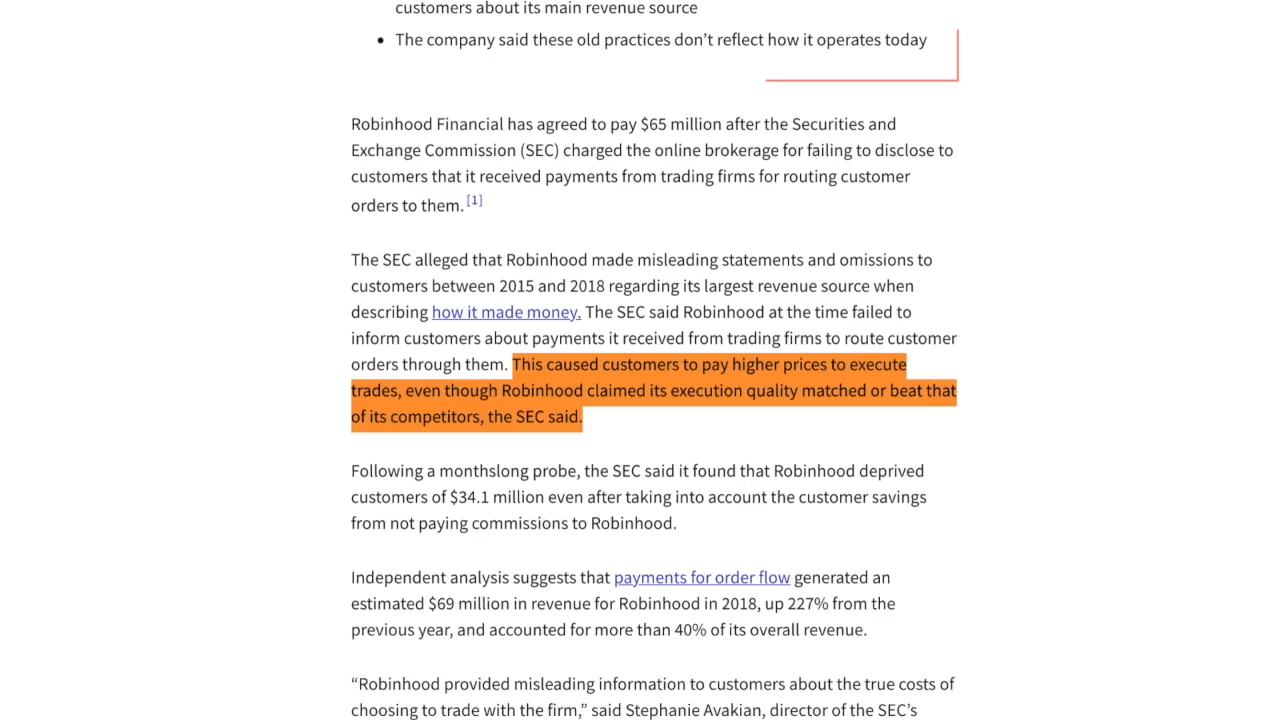 customers about its main revenue source
• The company said these old practices don’t reflect how it operates today
Robinhood Financial has agreed to pay $65 million after the Securities and
Exchange Commission (SEC) charged the online brokerage for failing to disclose to
customers that it received payments from trading firms for routing customer
orders to them. [1]
The SEC alleged that Robinhood made misleading statements and omissions to
customers between 2015 and 2018 regarding its largest revenue source when
describing how it made money. The SEC said Robinhood at the time failed to
inform customers about payments it received from trading firms to route customer
orders through them. This caused customers to pay higher prices to execute
trades, even though Robinhood claimed its execution quality matched or beat that
of its competitors, the SEC said.
Following a monthslong probe, the SEC said it found that Robinhood deprived
customers of $34.1 million even after taking into account the customer savings
from not paying commissions to Robinhood.
Independent analysis suggests that payments for order flow generated an
estimated $69 million in revenue for Robinhood in 2018, up 227% from the
previous year, and accounted for more than 40% of its overall revenue.
“Robinhood provided misleading information to customers about the true costs of
choosing to trade with the firm,” said Stephanie Avakian, director of the SEC’s